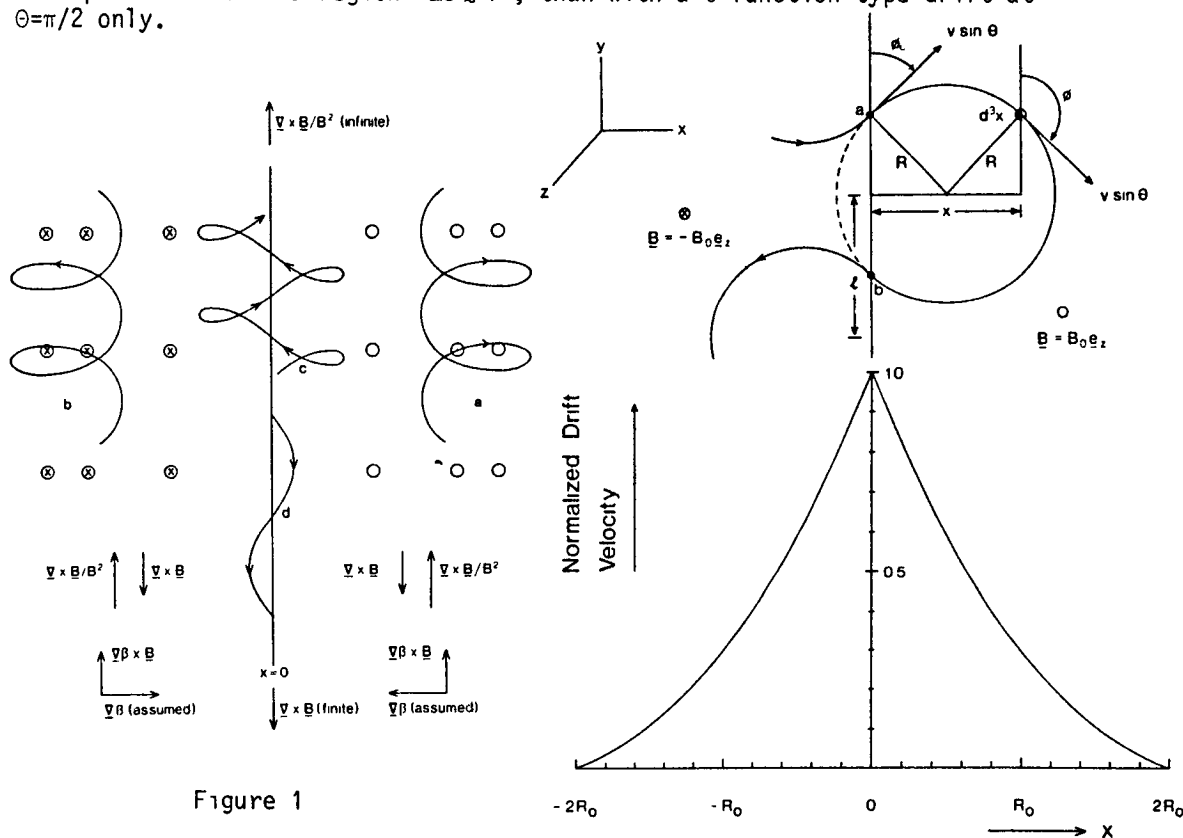 Θ=π/2 only.
∇ x B/B² (infinite)
b
c
a
d
∇ x B/B²
∇ x B
∇ x B
∇ x B/B²
∇β x B
∇β (assumed)
x = 0
∇ x B (finite)
∇β x B
∇β (assumed)
Figure 1
y
x
z
B = - B₀e_z
a
b
R
R
x
ℓ
v sin θ
d³x
ø
v sin θ
B = B₀e_z
Normalized Drift
Velocity
10
05
-2R₀
-R₀
0
R₀
2R₀
X